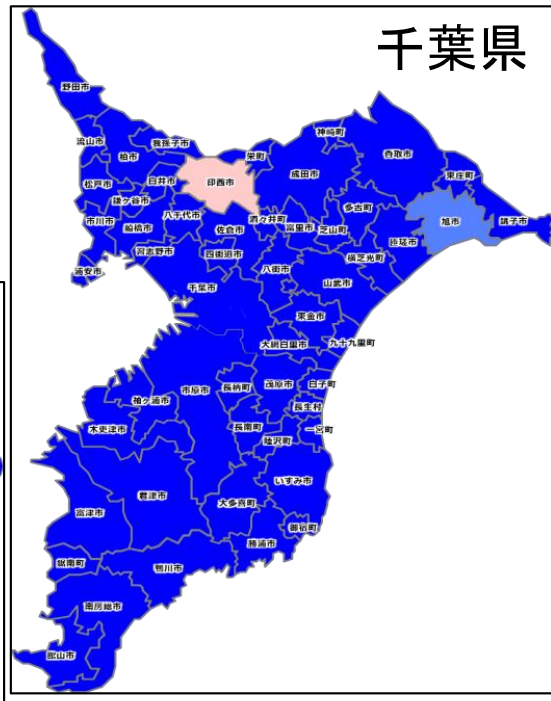 千葉県
野田市
流山市
柏市
我孫子市
松戸市
鎌ケ谷市
白井市
印西市
栄町
成田市
神崎町
香取市
東庄町
銚子市
旭市
匝瑳市
多古町
横芝光町
芝山町
富里市
酒々井町
佐倉市
八千代市
船橋市
市川市
浦安市
習志野市
四街道市
千葉市
八街市
山武市
東金市
大網白里市
九十九里町
市原市
長柄町
茂原市
白子町
長生村
一宮町
長南町
睦沢町
袖ケ浦市
木更津市
君津市
富津市
大多喜町
いすみ市
御宿町
勝浦市
鴨川市
鋸南町
南房総市
館山市